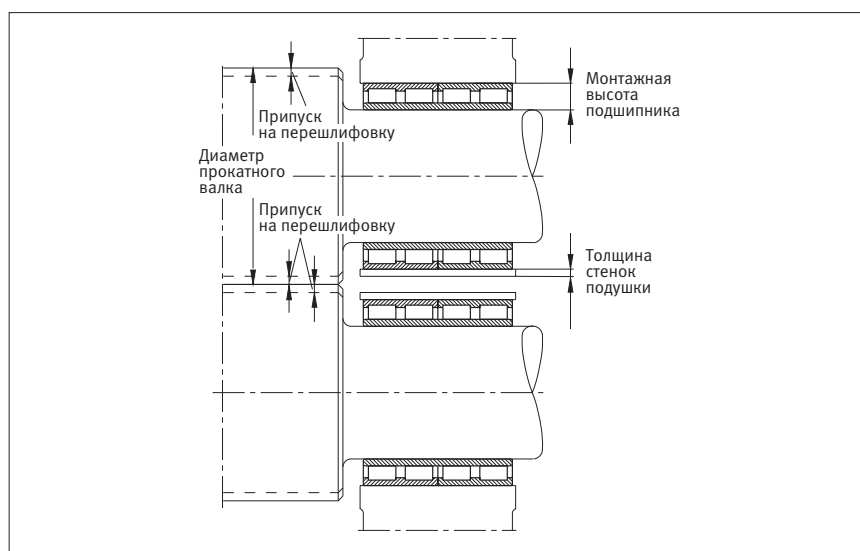 Монтажная
высота
подшипника
Припуск
на перешлифовку
Диаметр
прокатного
валка
Припуск
на перешлифовку
Толщина
стенок
подушки